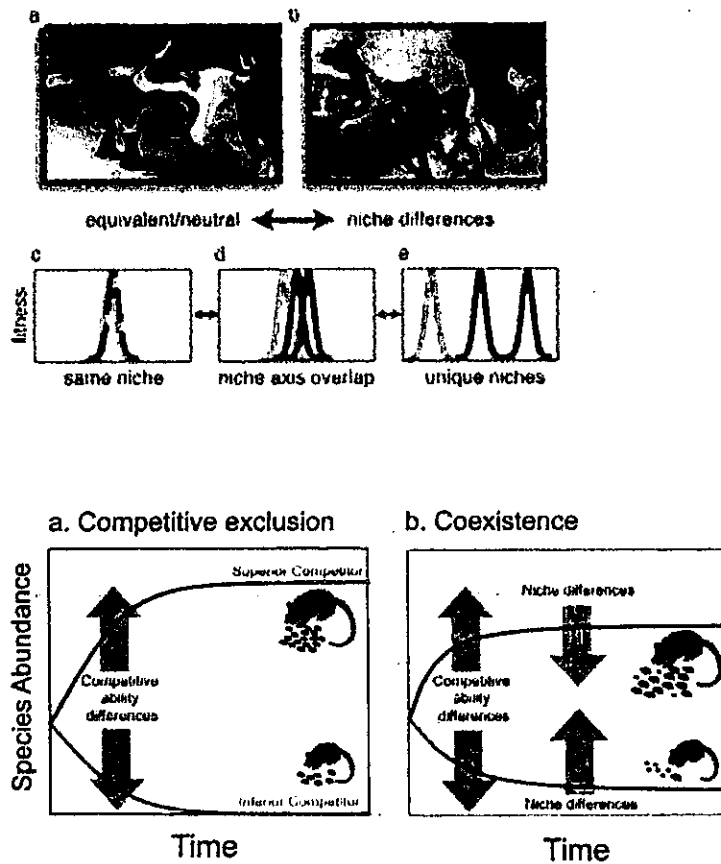 a
b
equivalent/neutral niche differences
c
d
e
fitness
same niche
niche axis overlap
unique niches
a. Competitive exclusion
b. Coexistence
Species Abundance
Superior Competitor
Competitive
ability
differences
Inferior Competitor
Time
Niche differences
Competitive
ability
differences
Niche differences
Time